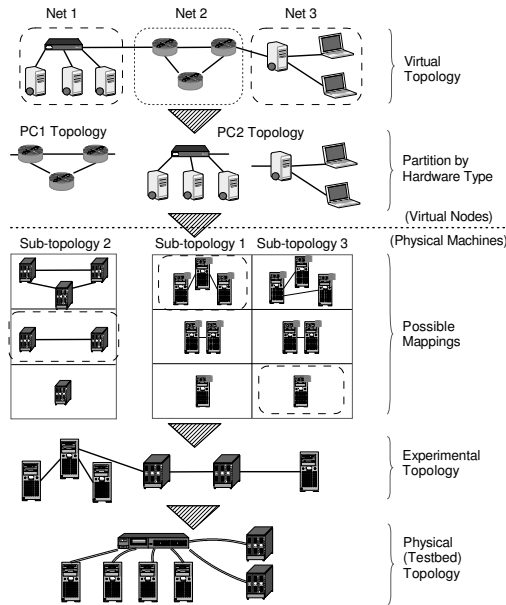 Net 1
Net 2
Net 3
Virtual
Topology
PC1 Topology
PC2 Topology
Partition by
Hardware Type
(Virtual Nodes)
(Physical Machines)
Sub-topology 2
Sub-topology 1
Sub-topology 3
Possible
Mappings
Experimental
Topology
Physical
(Testbed)
Topology